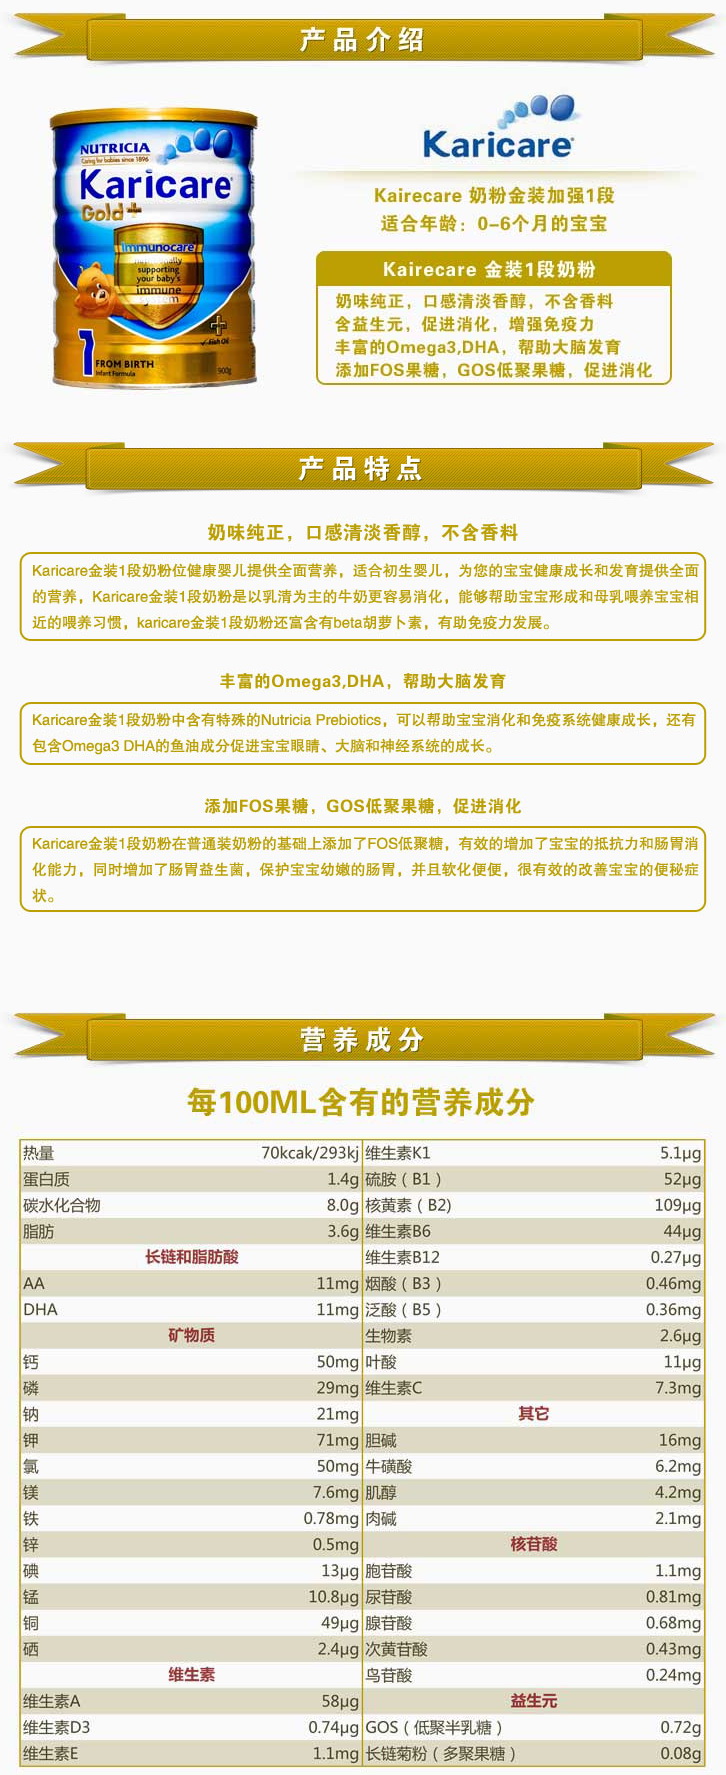 产品介绍
NUTRICIA
Caring for babies since 1896
Karicare
Gold+
immunocare
supporting
your baby's
immune
system
1
FROM BIRTH
Infant Formula
Fish Oil
900g
Karicare
Kairecare 奶粉金装加强1段
适合年龄：0-6个月的宝宝
Kairecare 金装1段奶粉
奶味纯正，口感清淡香醇，不含香料
含益生元，促进消化，增强免疫力
丰富的Omega3,DHA，帮助大脑发育
添加FOS果糖，GOS低聚果糖，促进消化
产品特点
奶味纯正，口感清淡香醇，不含香料
Karicare金装1段奶粉位健康婴儿提供全面营养，适合初生婴儿，为您的宝宝健康成长和发育提供全面
的营养，Karicare金装1段奶粉是以乳清为主的牛奶更容易消化，能够帮助宝宝形成和母乳喂养宝宝相
近的喂养习惯，karicare金装1段奶粉还富含有beta胡萝卜素，有助免疫力发展。
丰富的Omega3,DHA，帮助大脑发育
Karicare金装1段奶粉中含有特殊的Nutricia Prebiotics，可以帮助宝宝消化和免疫系统健康成长，还有
包含Omega3 DHA的鱼油成分促进宝宝眼睛、大脑和神经系统的成长。
添加FOS果糖，GOS低聚果糖，促进消化
Karicare金装1段奶粉在普通装奶粉的基础上添加了FOS低聚糖，有效的增加了宝宝的抵抗力和肠胃消
化能力，同时增加了肠胃益生菌，保护宝宝幼嫩的肠胃，并且软化便便，很有效的改善宝宝的便秘症
状。
营养成分
每100ML含有的营养成分
热量 70kcak/293kj 维生素K1 5.1μg
蛋白质 1.4g 硫胺（B1） 52μg
碳水化合物 8.0g 核黄素（B2) 109μg
脂肪 3.6g 维生素B6 44μg
长链和脂肪酸 维生素B12 0.27μg
AA 11mg 烟酸（B3） 0.46mg
DHA 11mg 泛酸（B5） 0.36mg
矿物质 生物素 2.6μg
钙 50mg 叶酸 11μg
磷 29mg 维生素C 7.3mg
钠 21mg 其它
钾 71mg 胆碱 16mg
氯 50mg 牛磺酸 6.2mg
镁 7.6mg 肌醇 4.2mg
铁 0.78mg 肉碱 2.1mg
锌 0.5mg 核苷酸
碘 13μg 胞苷酸 1.1mg
锰 10.8μg 尿苷酸 0.81mg
铜 49μg 腺苷酸 0.68mg
硒 2.4μg 次黄苷酸 0.43mg
维生素 鸟苷酸 0.24mg
维生素A 58μg 益生元
维生素D3 0.74μg GOS（低聚半乳糖） 0.72g
维生素E 1.1mg 长链菊粉（多聚果糖） 0.08g